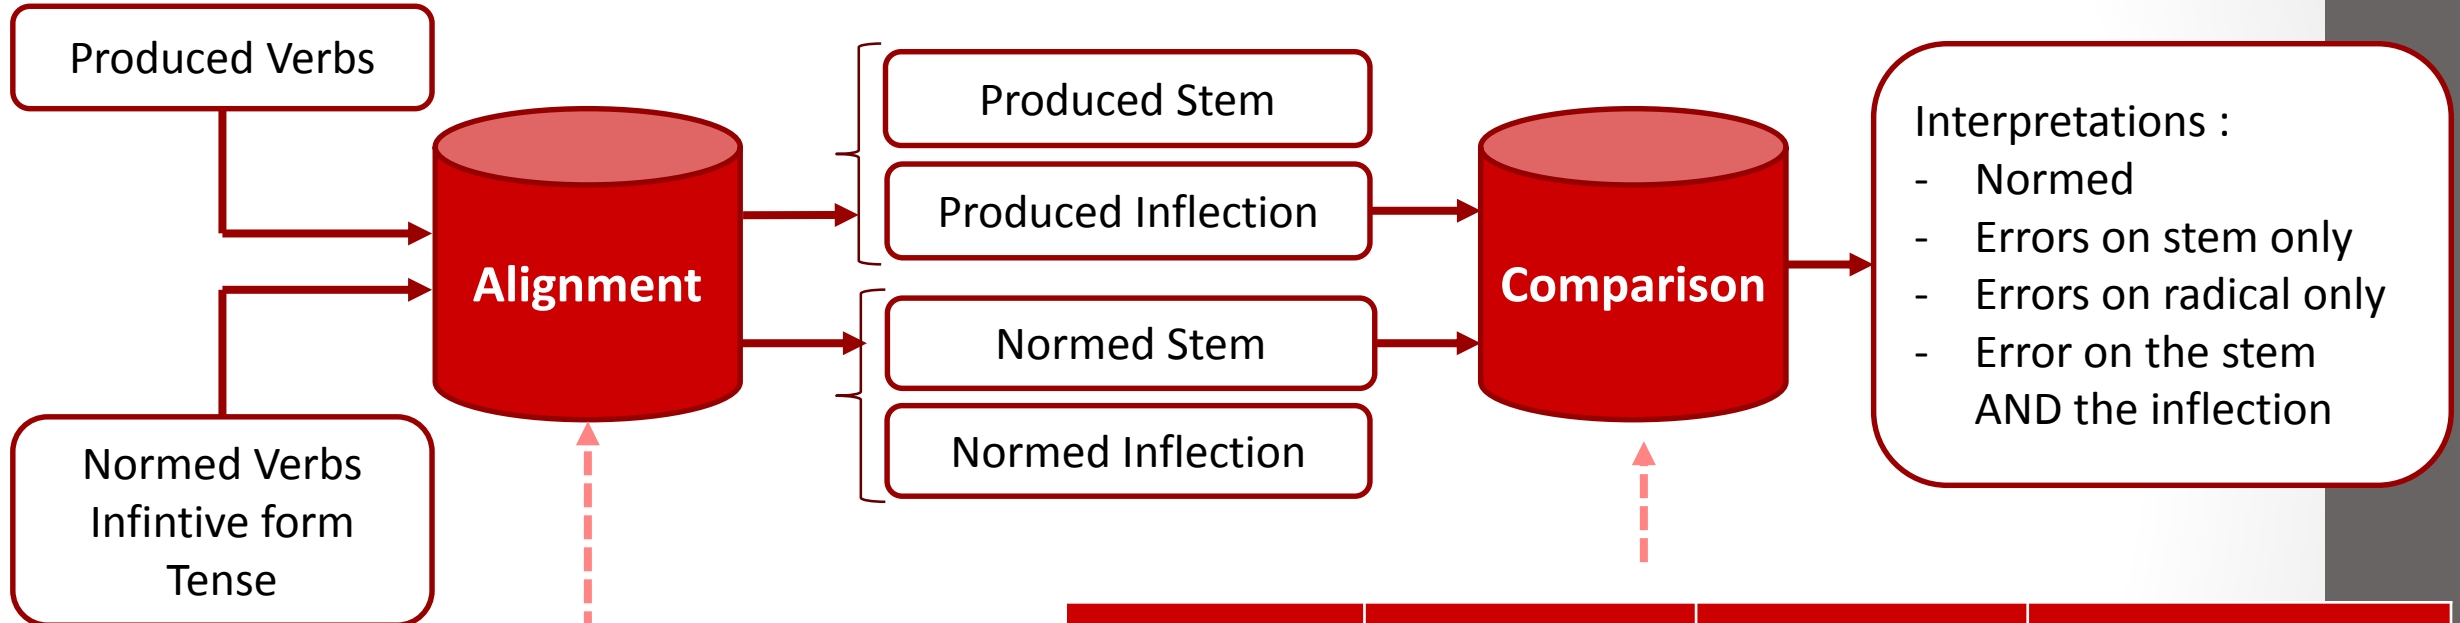 Produced Verbs
Normed Verbs
Infintive form
Tense
Alignment
Produced Stem
Produced Inflection
Normed Stem
Normed Inflection
Comparison
Interpretations :
- Normed
- Errors on stem only
- Errors on radical only
- Error on the stem
AND the inflection